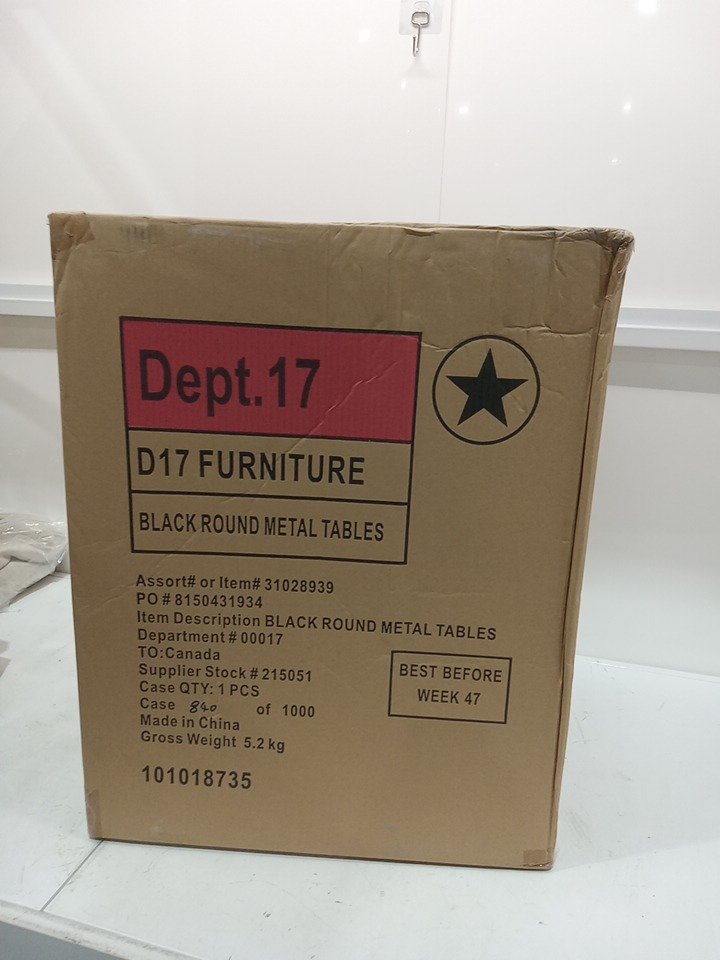 Dept.17
D17 FURNITURE
BLACK ROUND METAL TABLES
Assort# or Item# 31028939
PO # 8150431934
Item Description BLACK ROUND METAL TABLES
Department # 00017
TO:Canada
Supplier Stock # 215051
Case QTY: 1 PCS
Case 840 of 1000
Made in China
Gross Weight 5.2 kg
101018735
BEST BEFORE
WEEK 47